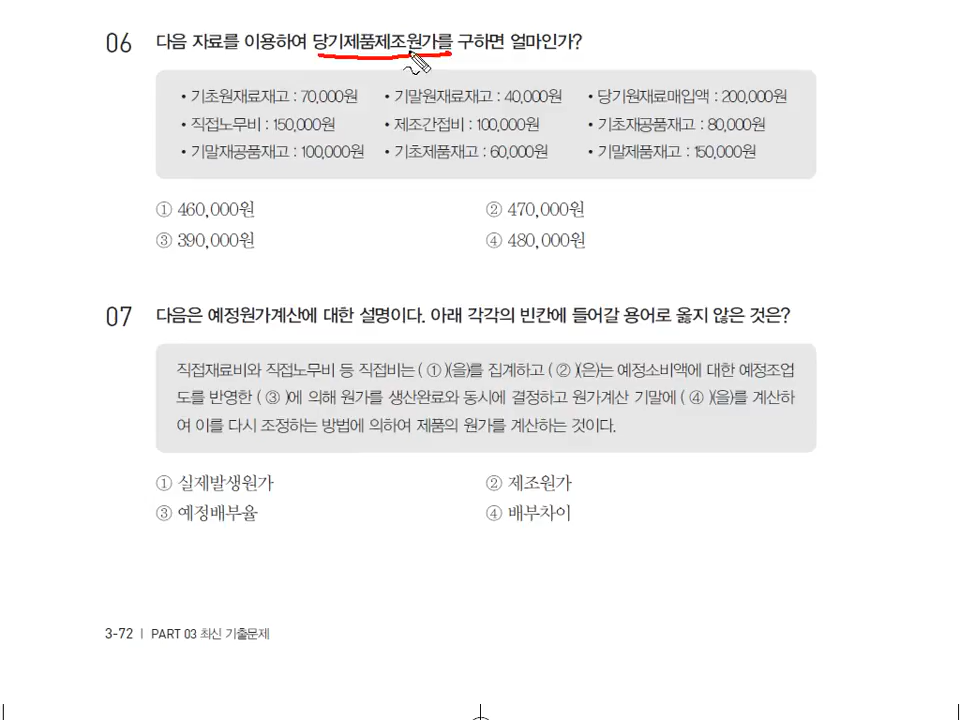 06 다음 자료를 이용하여 당기제품제조원가를 구하면 얼마인가?
• 기초원재료재고 : 70,000원 • 기말원재료재고 : 40,000원 • 당기원재료매입액 : 200,000원
• 직접노무비 : 150,000원 • 제조간접비 : 100,000원 • 기초재공품재고 : 80,000원
• 기말재공품재고 : 100,000원 • 기초제품재고 : 60,000원 • 기말제품재고 : 150,000원
① 460,000원 ② 470,000원
③ 390,000원 ④ 480,000원
07 다음은 예정원가계산에 대한 설명이다. 아래 각각의 빈칸에 들어갈 용어로 옳지 않은 것은?
직접재료비와 직접노무비 등 직접비는 ( ① )(을)를 집계하고 ( ② )(은)는 예정소비액에 대한 예정조업
도를 반영한 ( ③ )에 의해 원가를 생산완료와 동시에 결정하고 원가계산 기말에 ( ④ )(을)를 계산하
여 이를 다시 조정하는 방법에 의하여 제품의 원가를 계산하는 것이다.
① 실제발생원가 ② 제조원가
③ 예정배부율 ④ 배부차이
3-72 | PART 03 최신 기출문제